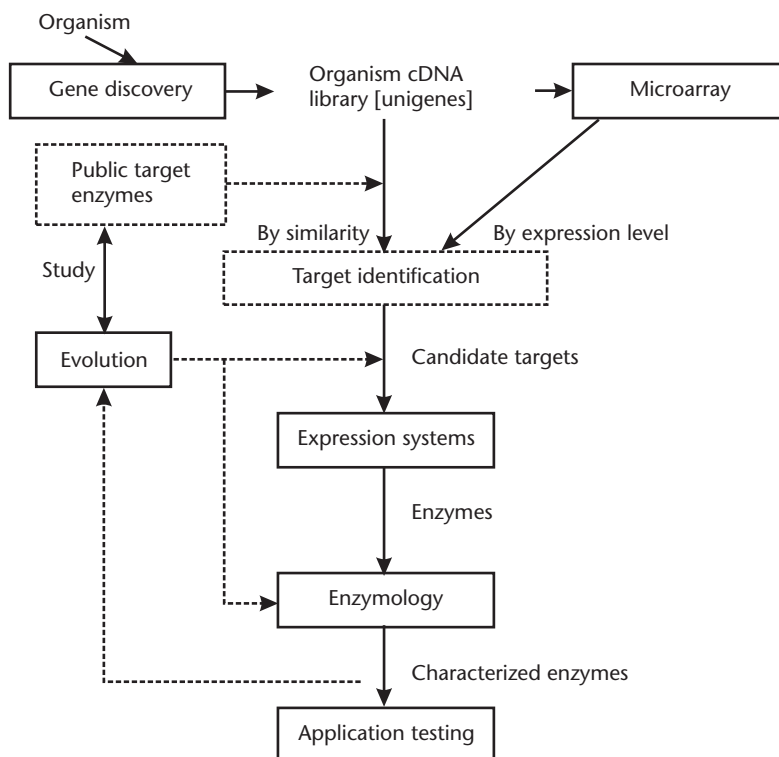 Organism
Gene discovery
Organism cDNA
library [unigenes]
Microarray
Public target
enzymes
By similarity
By expression level
Study
Target identification
Evolution
Candidate targets
Expression systems
Enzymes
Enzymology
Characterized enzymes
Application testing